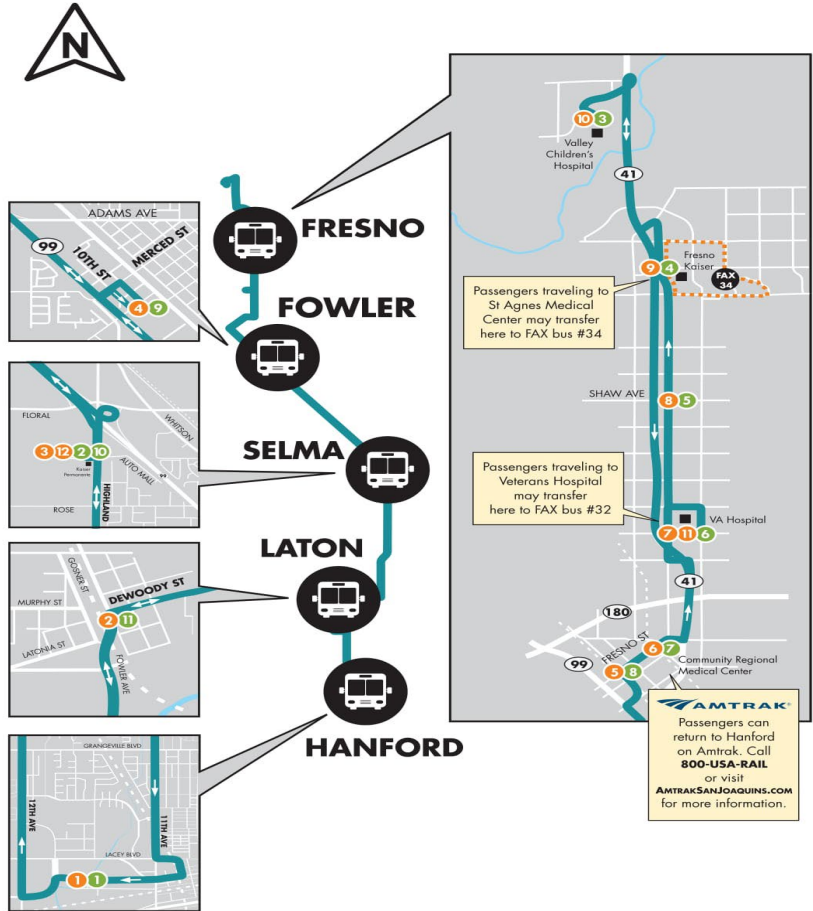 N
FRESNO
FOWLER
SELMA
LATON
HANFORD
ADAMS AVE
MERCED ST
99
10TH ST
4 9
FLORAL
WHITSON
3 12 2 10
Kaiser
Permanente
AUTO MALL
99
HIGHLAND
ROSE
GOSNER ST
DEWOODY ST
MURPHY ST
2 11
LATONIA ST
FOWLER AVE
GRANGEVILLE BLVD
12TH AVE
11TH AVE
LACEY BLVD
1 1
10 3
Valley
Children's
Hospital
41
9 4
Fresno
Kaiser
FAX
34
Passengers traveling to
St Agnes Medical
Center may transfer
here to FAX bus #34
SHAW AVE
8 5
Passengers traveling to
Veterans Hospital
may transfer
here to FAX bus #32
VA Hospital
7 11 6
41
180
FRESNO ST
6 7
99
5 8
Community Regional
Medical Center
AMTRAK®
Passengers can
return to Hanford
on Amtrak. Call
800-USA-RAIL
or visit
AMTRAKSANJOAQUINS.COM
for more information.